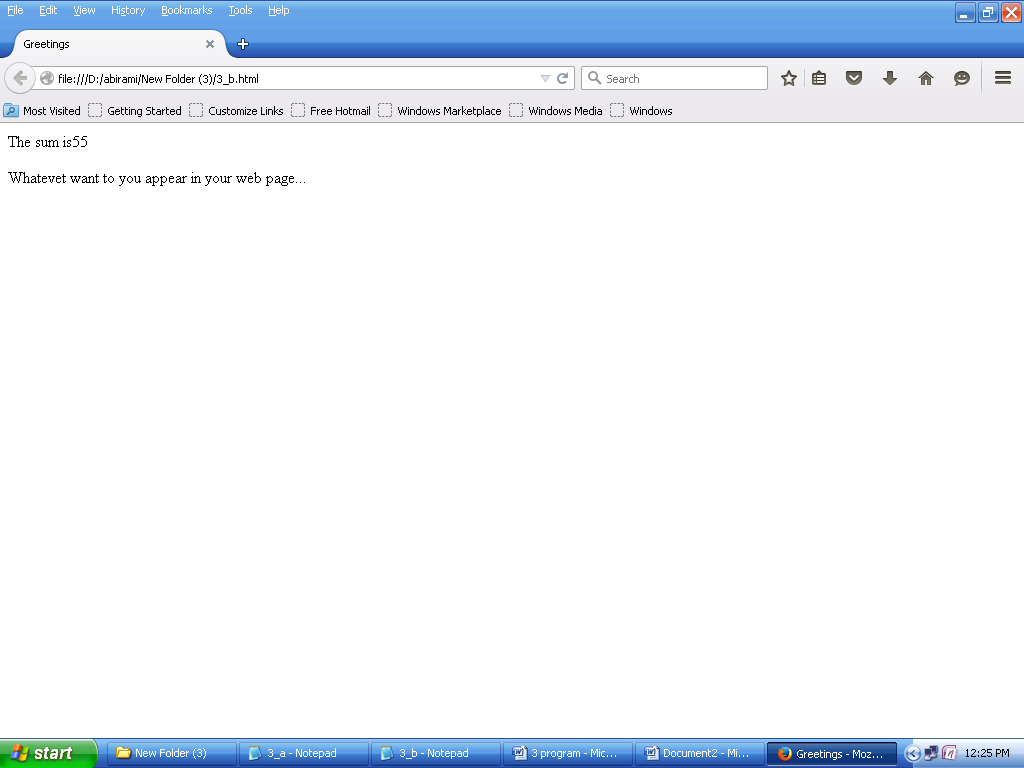 File Edit View History Bookmarks Tools Help
Greetings
file:///D:/abirami/New Folder (3)/3_b.html Search
Most Visited Getting Started Customize Links Free Hotmail Windows Marketplace Windows Media Windows
The sum is55
Whatevet want to you appear in your web page...
start New Folder (3) 3_a - Notepad 3_b - Notepad 3 program - Mic... Document2 - Mi... Greetings - Moz... 12:25 PM